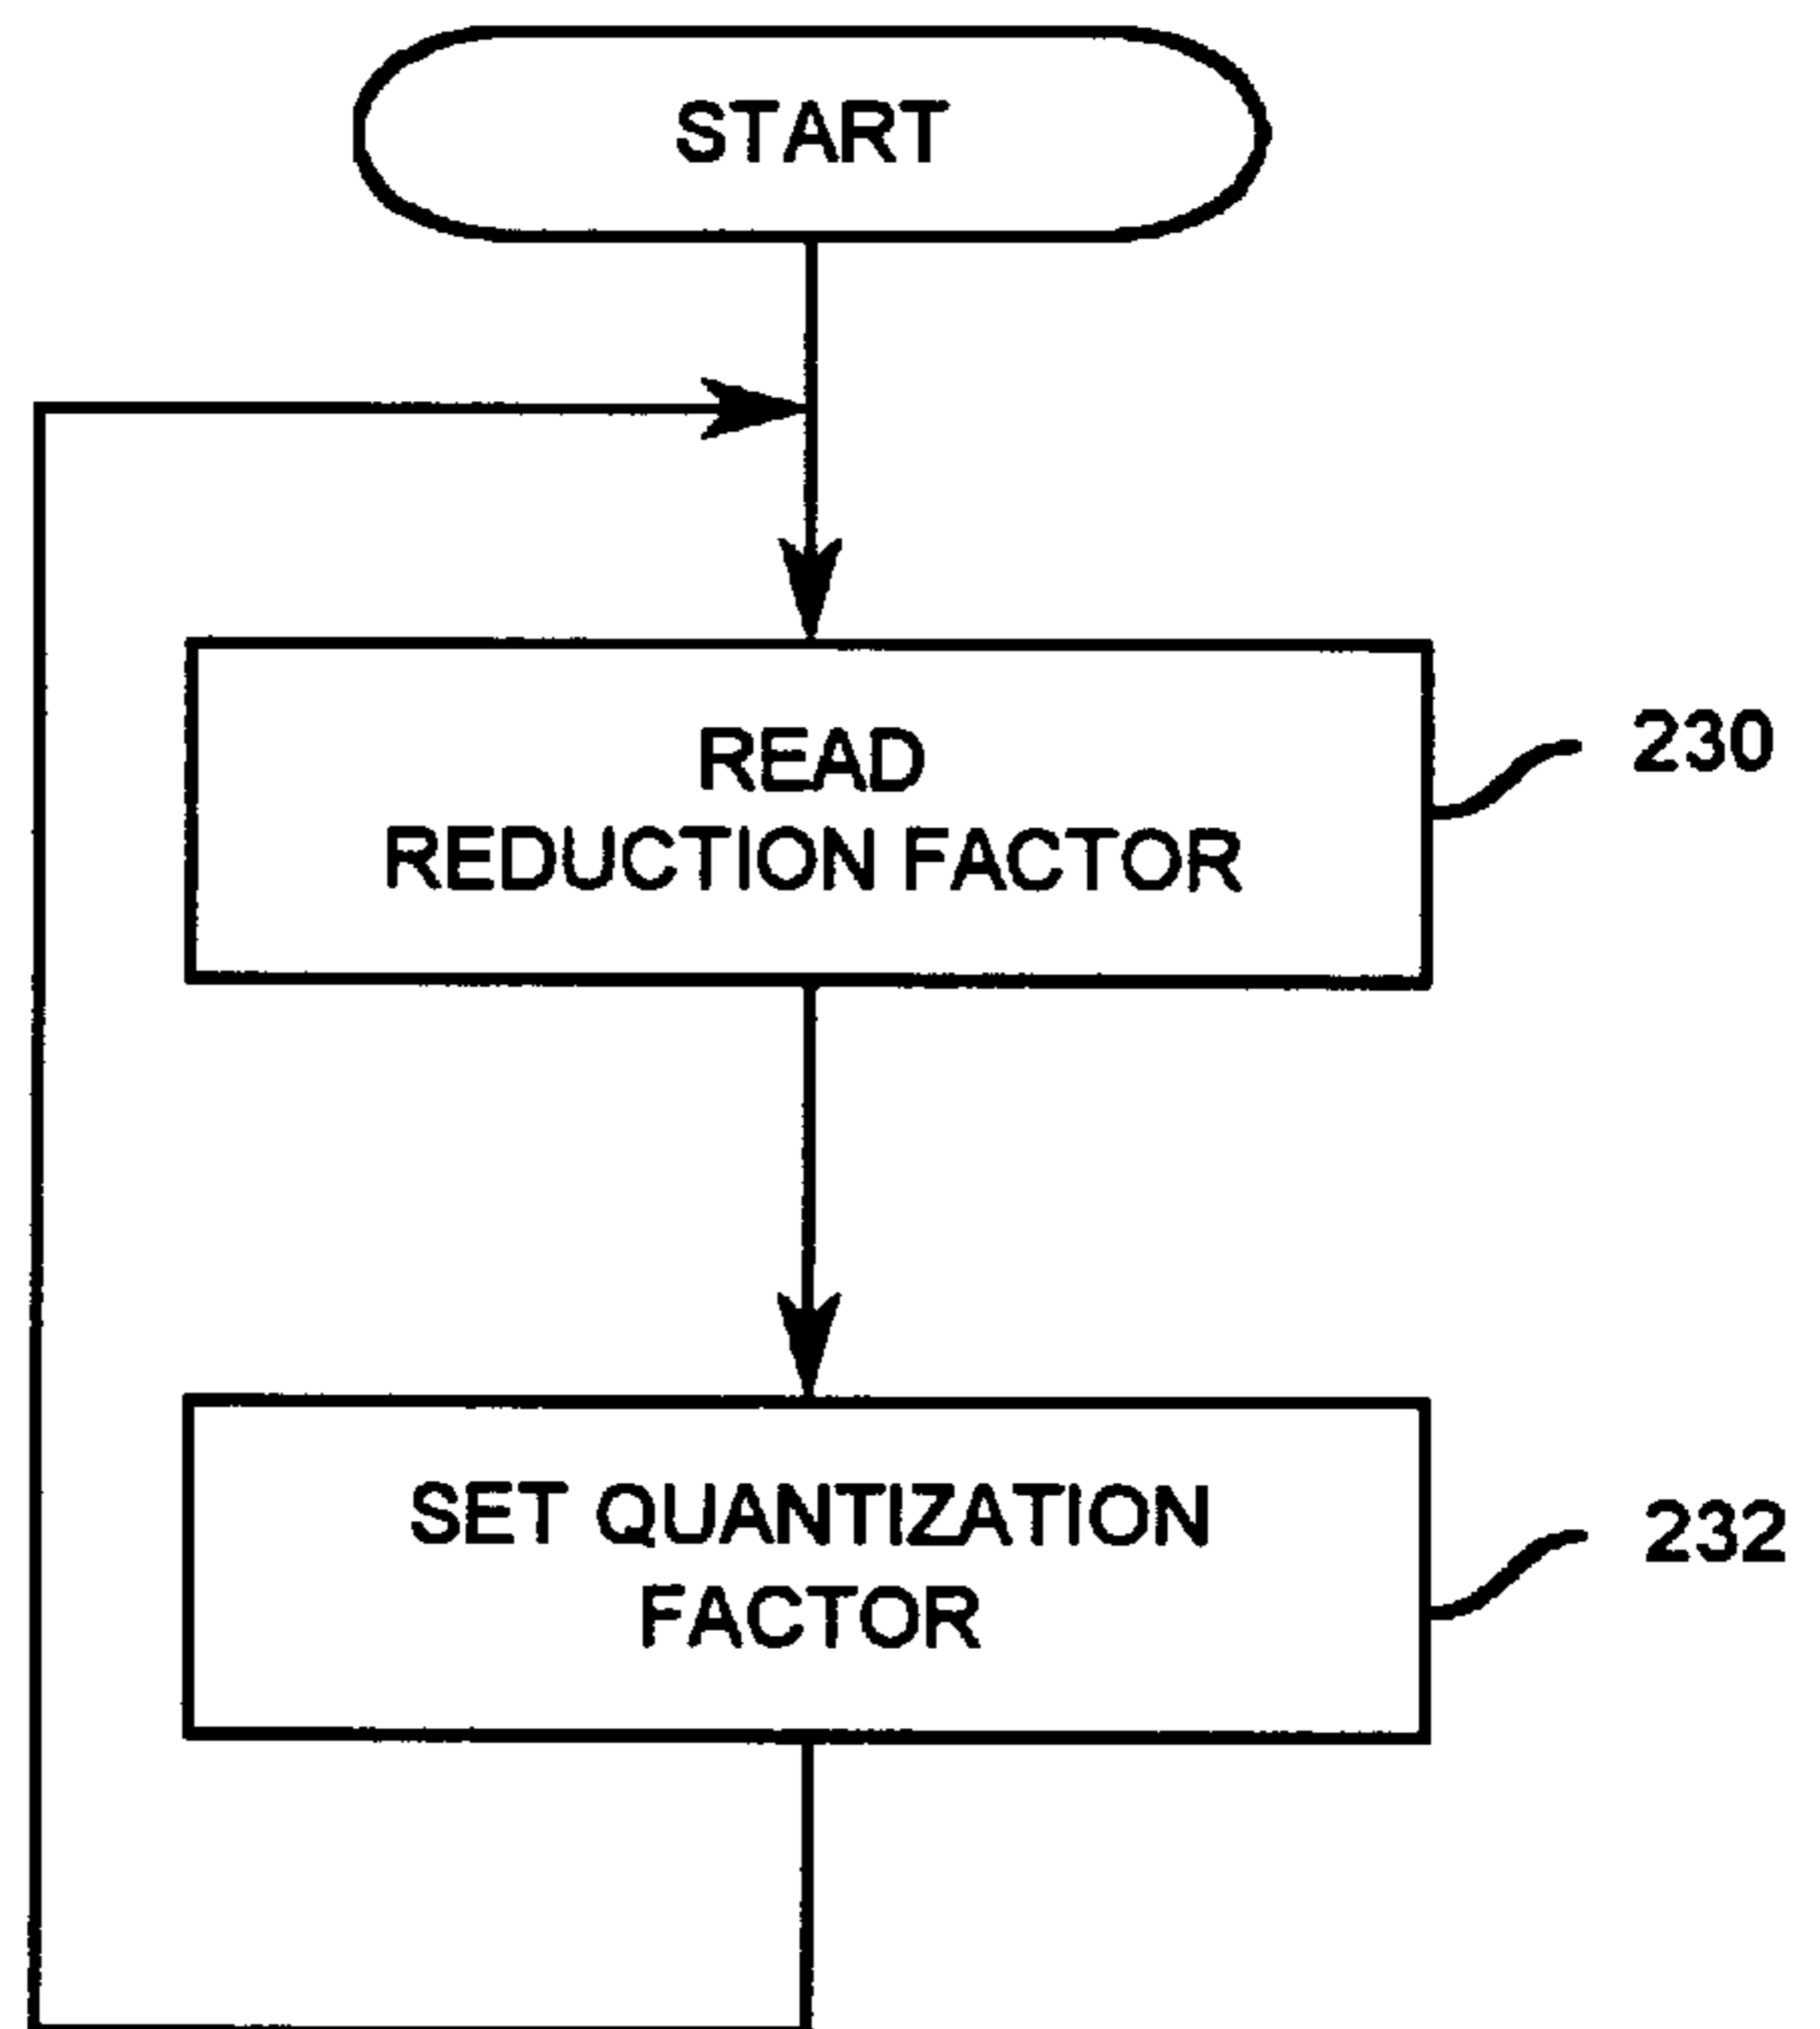 START
READ
REDUCTION FACTOR
230
SET QUANTIZATION
FACTOR
232